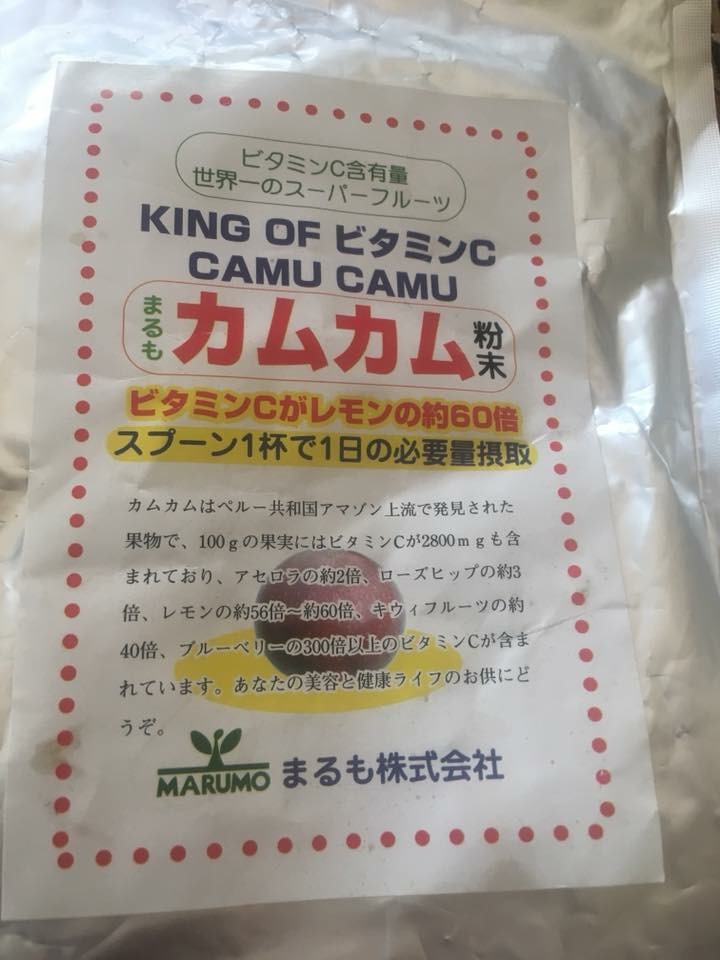 ビタミンC含有量
世界一のスーパーフルーツ
KING OF ビタミンC
CAMU CAMU
まるも カムカム 粉末
ビタミンCがレモンの約60倍
スプーン1杯で1日の必要量摂取
カムカムはペルー共和国アマゾン上流で発見された
果物で、100gの果実にはビタミンCが2800mgも含
まれており、アセロラの約2倍、ローズヒップの約3
倍、レモンの約56倍~約60倍、キウィフルーツの約
40倍、ブルーベリーの300倍以上のビタミンCが含ま
れています。あなたの美容と健康ライフのお供にど
うぞ。
MARUMO まるも株式会社